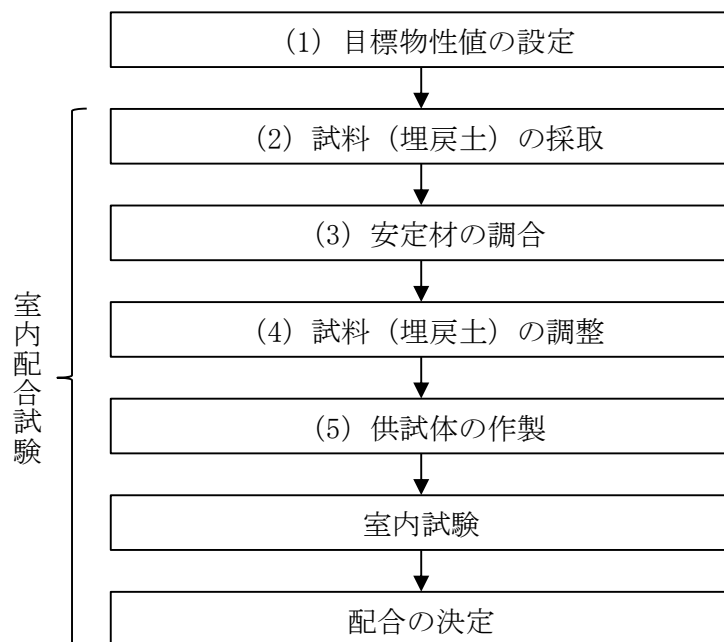 (1) 目標物性値の設定
(2) 試料（埋戻土）の採取
(3) 安定材の調合
(4) 試料（埋戻土）の調整
(5) 供試体の作製
室内試験
配合の決定
室内配合試験